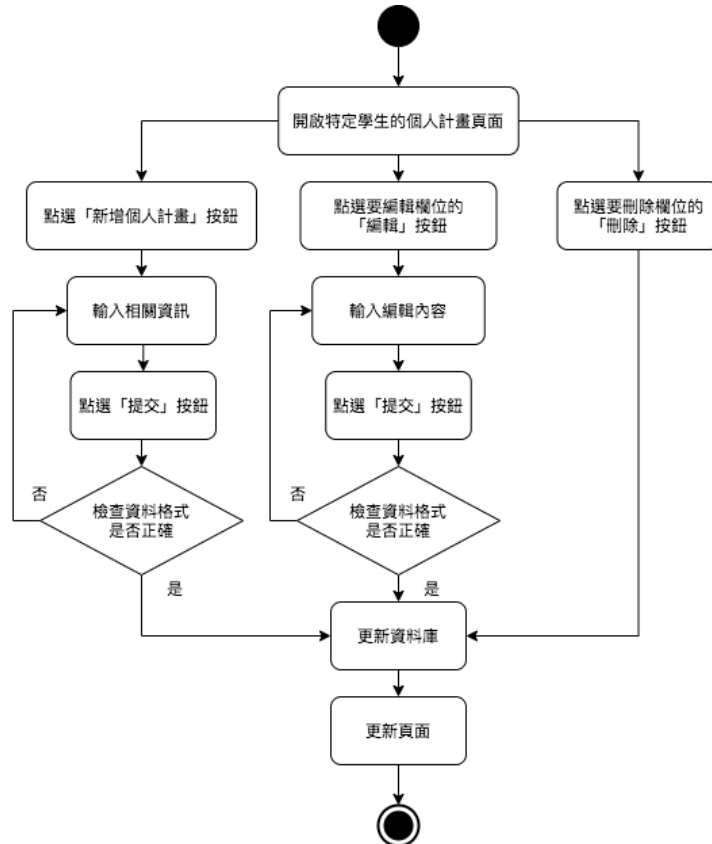 開啟特定學生的個人計畫頁面
點選「新增個人計畫」按鈕
點選要編輯欄位的
「編輯」按鈕
點選要刪除欄位的
「刪除」按鈕
輸入相關資訊
輸入編輯內容
點選「提交」按鈕
點選「提交」按鈕
否
檢查資料格式
是否正確
否
檢查資料格式
是否正確
是
是
更新資料庫
更新頁面